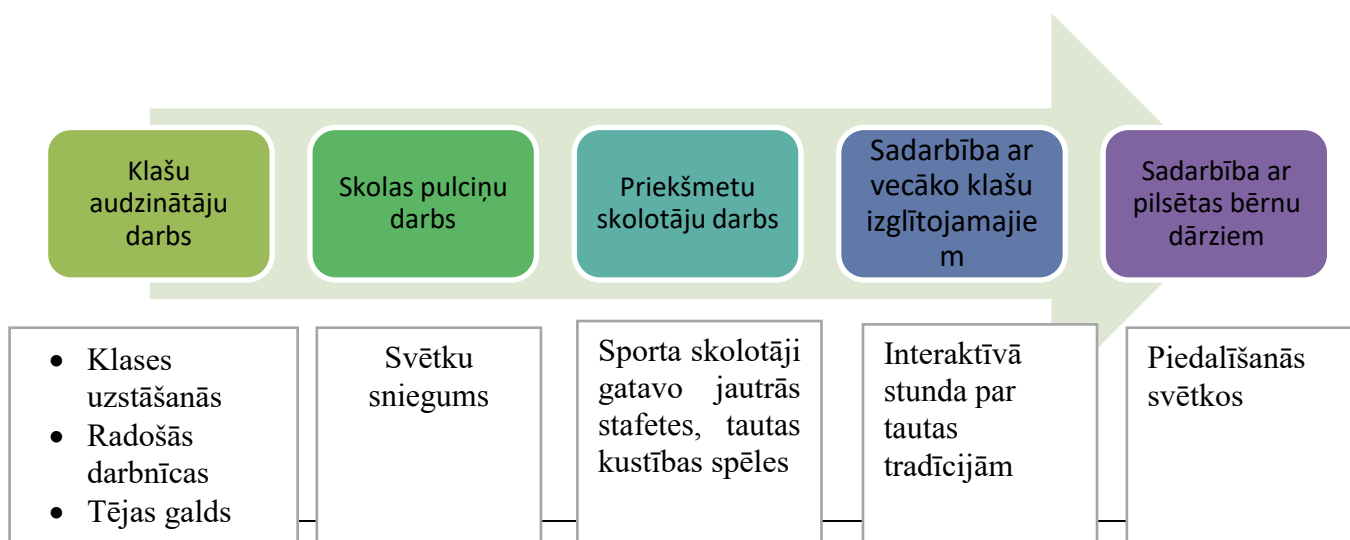 Klašu
audzinātāju
darbs
Skolas pulciņu
darbs
Priekšmetu
skolotāju darbs
Sadarbība ar
vecāko klašu
izglītojamajie
m
Sadarbība ar
pilsētas bērnu
dārziem
• Klases
uzstāšanās
• Radošās
darbnīcas
• Tējas galds
Svētku
sniegums
Sporta skolotāji
gatavo jautrās
stafetes, tautas
kustības spēles
Interaktīvā
stunda par
tautas
tradīcijām
Piedalīšanās
svētkos